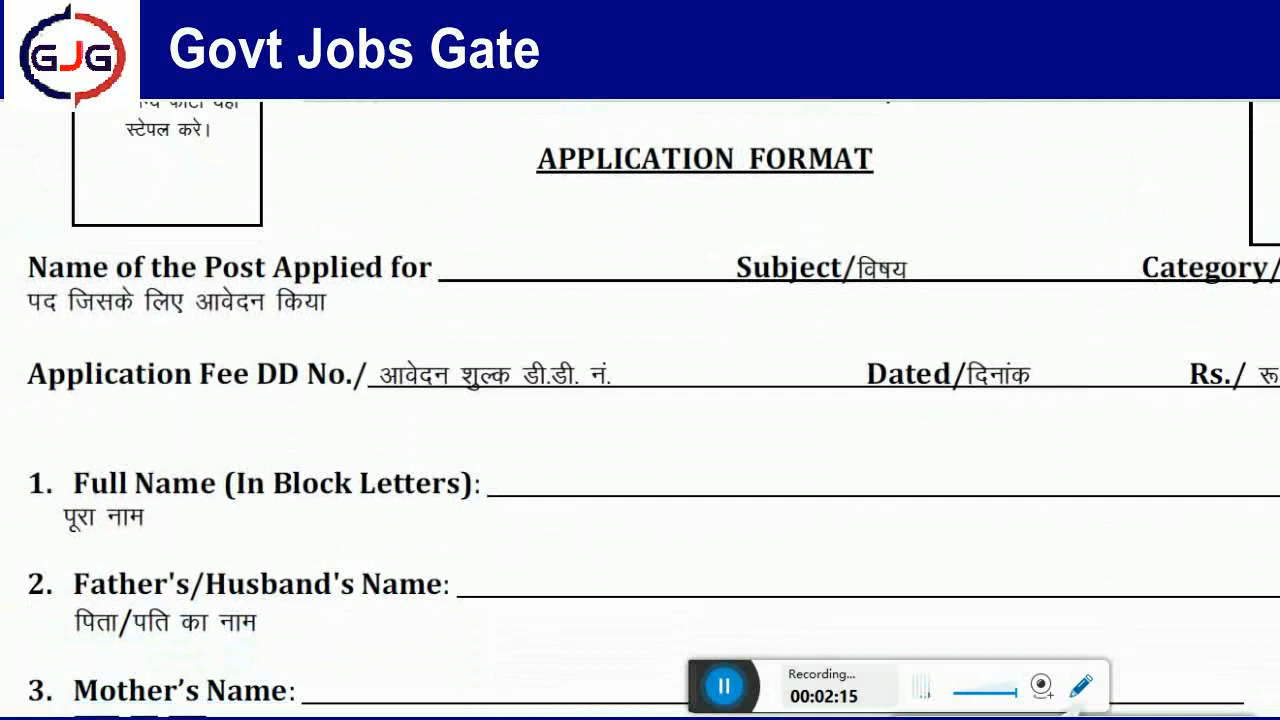 GJG
Govt Jobs Gate
स्टेपल करे।
APPLICATION FORMAT
Name of the Post Applied for Subject/विषय Category/
पद जिसके लिए आवेदन किया
Application Fee DD No./ आवेदन शुल्क डी.डी. नं. Dated/दिनांक Rs./ रू
1. Full Name (In Block Letters):
पूरा नाम
2. Father's/Husband's Name:
पिता/पति का नाम
3. Mother’s Name:
Recording...
00:02:15